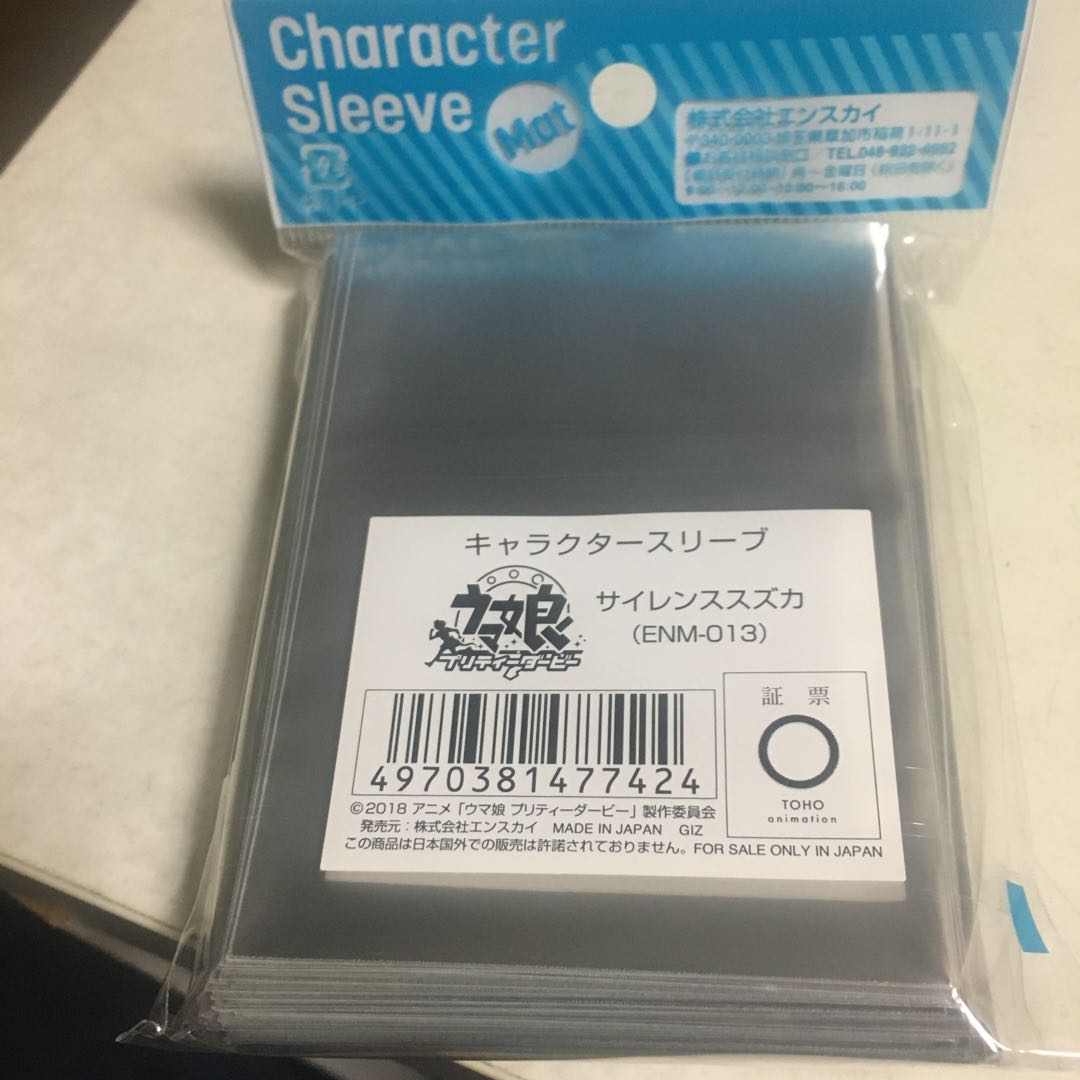 Character
Sleeve
Mat
株式会社エンスカイ
キャラクタースリーブ
ウマ娘
プリティーダービー
サイレンススズカ
(ENM-013)
4970381477424
証 票
TOHO
animation
©2018 アニメ「ウマ娘 プリティーダービー」製作委員会
発売元：株式会社エンスカイ MADE IN JAPAN GIZ
この商品は日本国外での販売は許諾されておりません。FOR SALE ONLY IN JAPAN